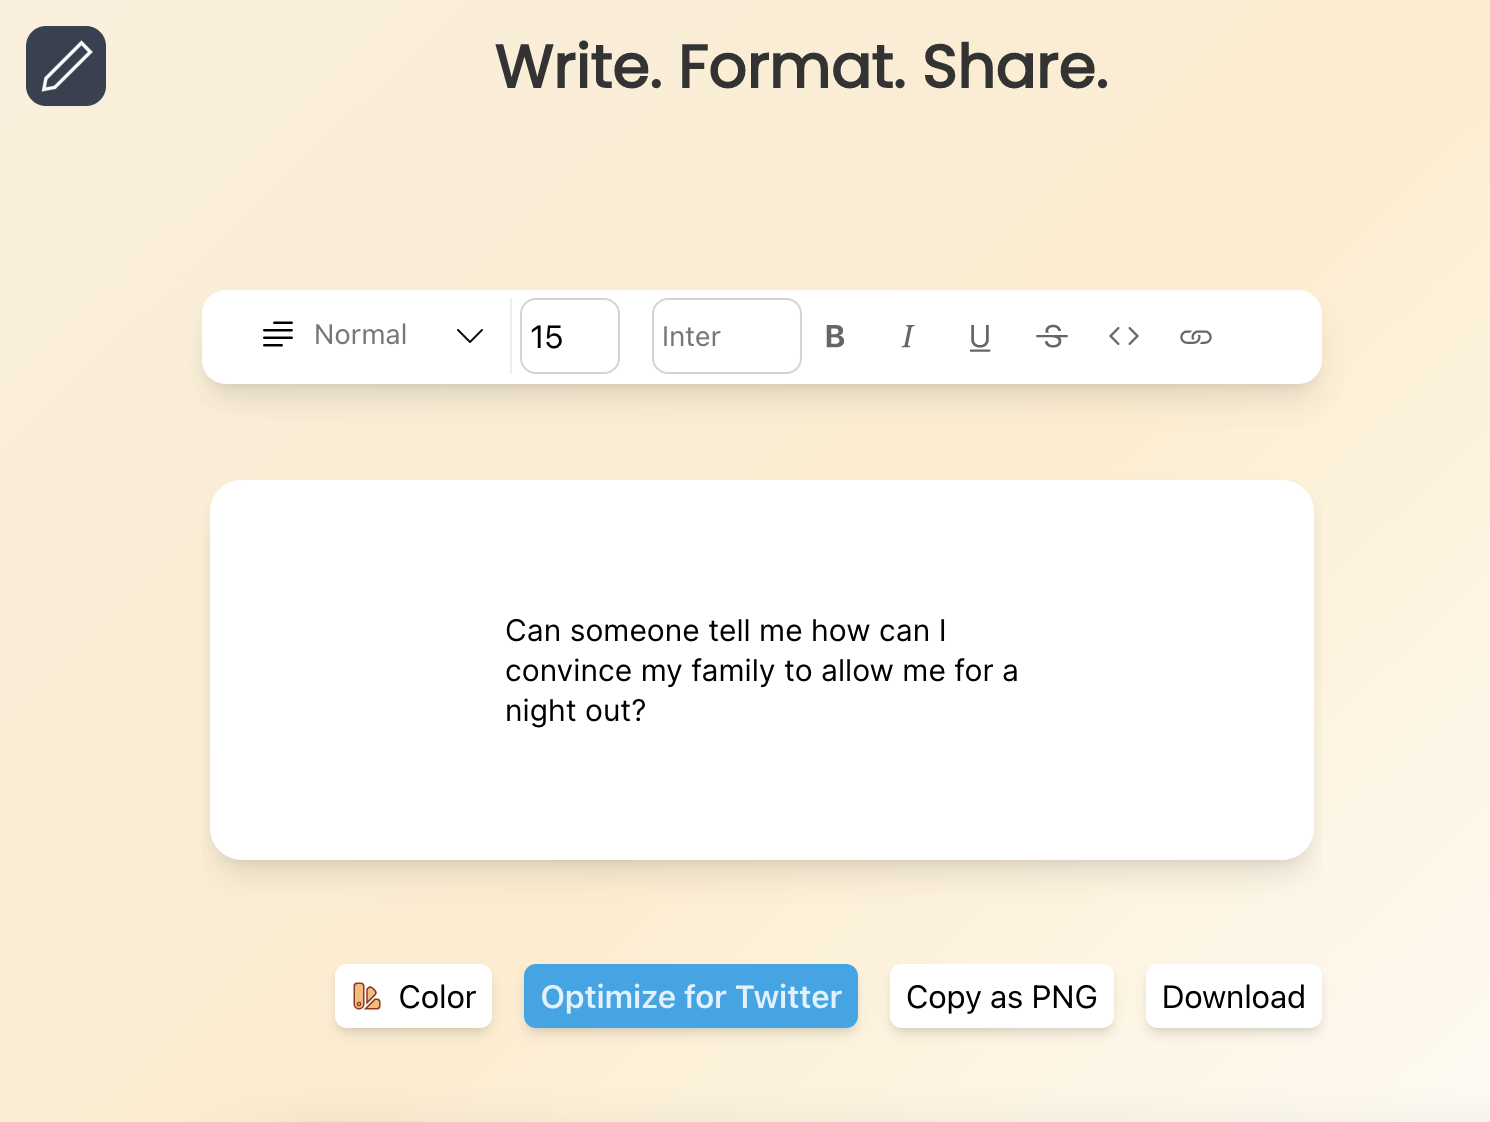 Write. Format. Share.
Normal
15
Inter
B
I
U
S
Can someone tell me how can I
convince my family to allow me for a
night out?
Color
Optimize for Twitter
Copy as PNG
Download